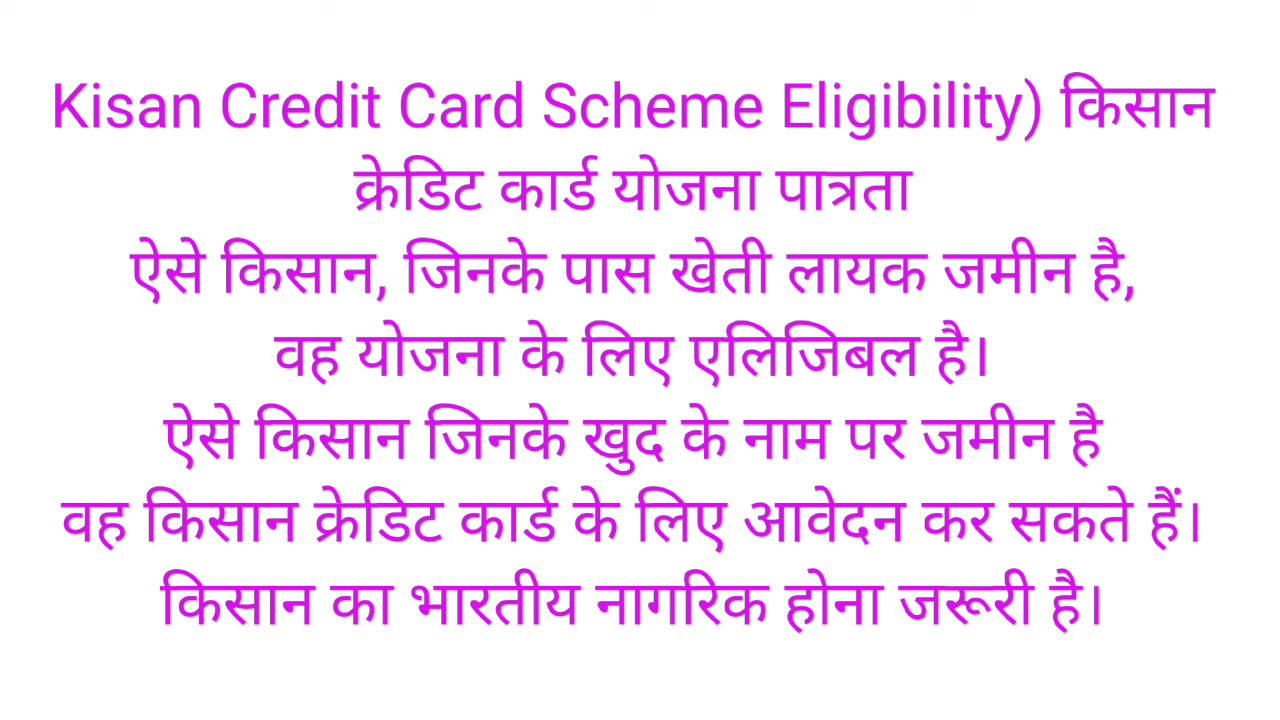 Kisan Credit Card Scheme Eligibility) किसान
क्रेडिट कार्ड योजना पात्रता
ऐसे किसान, जिनके पास खेती लायक जमीन है,
वह योजना के लिए एलिजिबल है।
ऐसे किसान जिनके खुद के नाम पर जमीन है
वह किसान क्रेडिट कार्ड के लिए आवेदन कर सकते हैं।
किसान का भारतीय नागरिक होना जरूरी है।